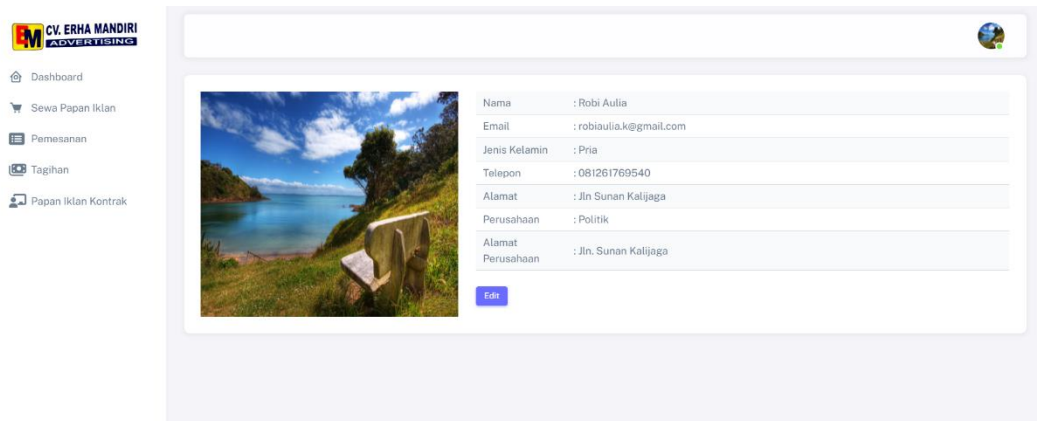 CV. ERHA MANDIRI
ADVERTISING
Dashboard
Sewa Papan Iklan
Pemesanan
Tagihan
Papan Iklan Kontrak
Nama : Robi Aulia
Email : robiaulia.k@gmail.com
Jenis Kelamin : Pria
Telepon : 081261769540
Alamat : Jln Sunan Kalijaga
Perusahaan : Politik
Alamat
Perusahaan : Jln. Sunan Kalijaga
Edit